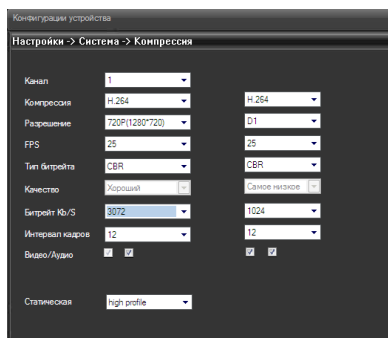 Конфигурации устройства
Настройки -> Система -> Компрессия
Канал 1
Компрессия H.264 H.264
Разрешение 720P(1280*720) D1
FPS 25 25
Тип битрейта CBR CBR
Качество Хороший Самое низкое
Битрейт Kb/S 3072 1024
Интервал кадров 12 12
Видео/Аудио
Статическая high profile